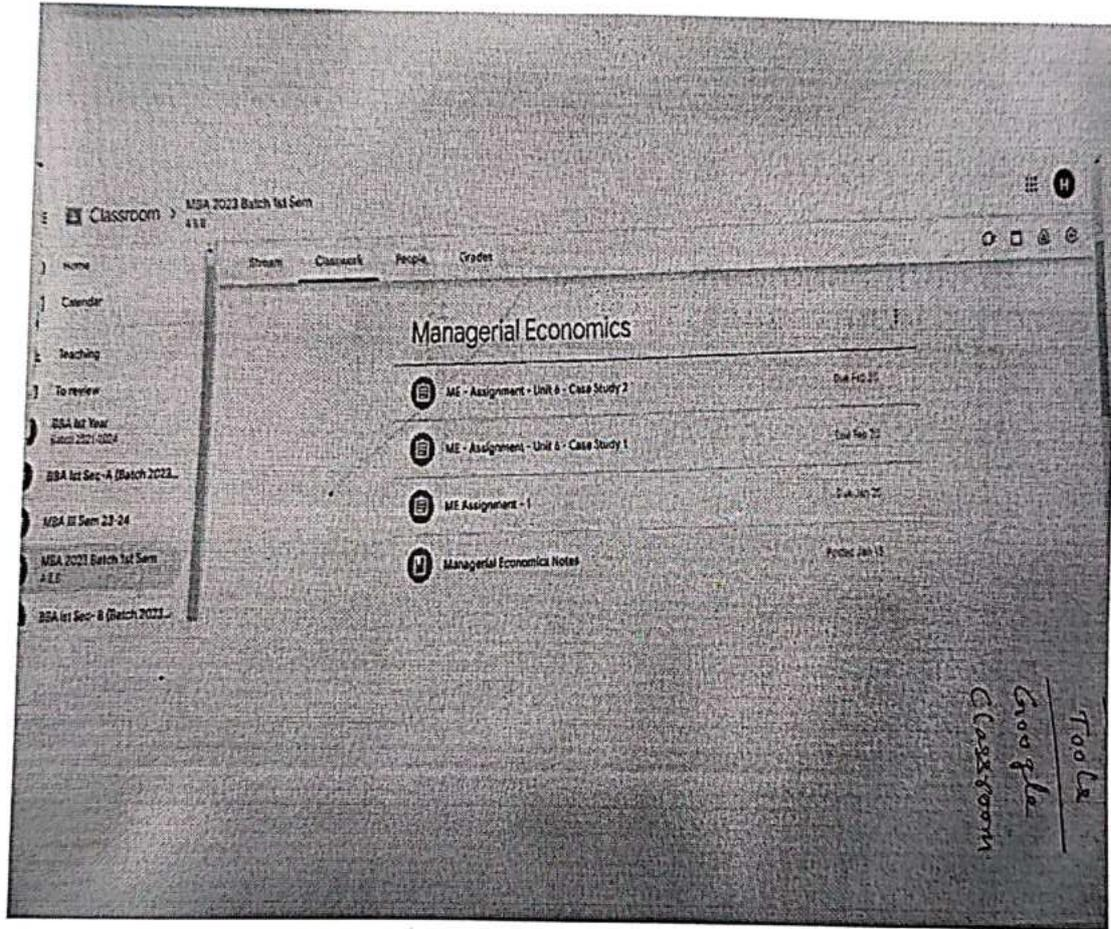 Classroom > MBA 2023 Batch 1st Sem
A & B
H
Home
Calendar
Teaching
To review
BBA Ist Year
Batch 2021-2024
BBA Ist Sec-A (Batch 2023...
MBA III Sem 23-24
MBA 2023 Batch 1st Sem
BBA Ist Sec- B (Batch 2023...
Stream Classwork People Grades
Managerial Economics
ME - Assignment - Unit 6 - Case Study 2
ME - Assignment - Unit 6 - Case Study 1
ME Assignment - 1
Managerial Economics Notes
Tools
Google
Classroom